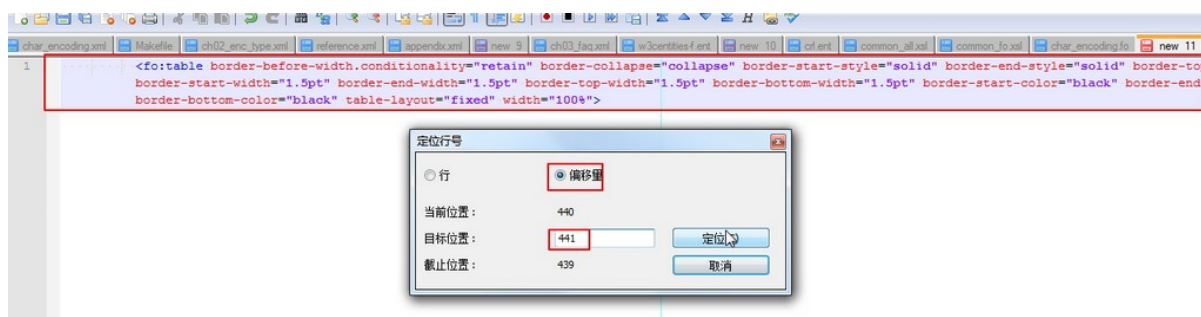 char_encoding.xml Makefile ch02_enc_type.xml reference.xml appendix.xml new 9 ch03_faq.xml w3centities-f.ent new 10 crl.ent common_all.xsl common_fo.xsl char_encoding.fo new 11
1 <fo:table border-before-width.conditionality="retain" border-collapse="collapse" border-start-style="solid" border-end-style="solid" border-to
border-start-width="1.5pt" border-end-width="1.5pt" border-top-width="1.5pt" border-bottom-width="1.5pt" border-start-color="black" border-end
border-bottom-color="black" table-layout="fixed" width="100%">
定位行号
行 偏移量
当前位置： 440
目标位置： 441 定位
截止位置： 439 取消